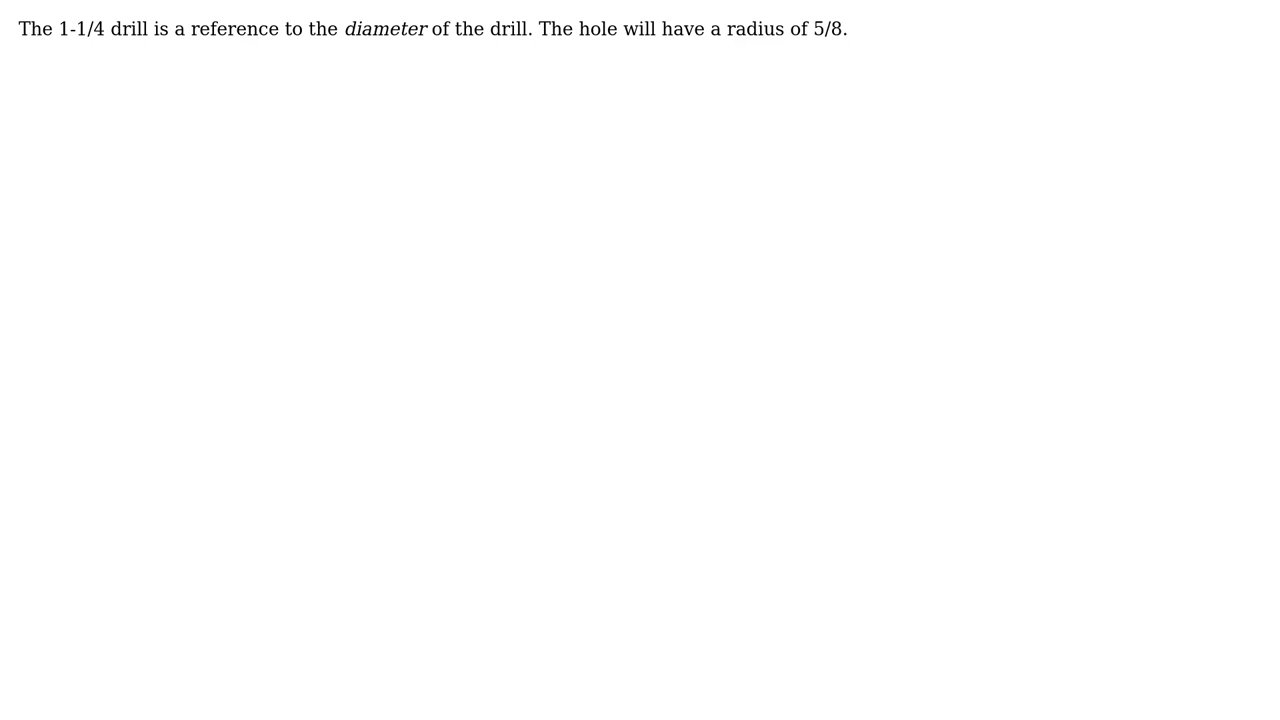 The 1-1/4 drill is a reference to the diameter of the drill. The hole will have a radius of 5/8.